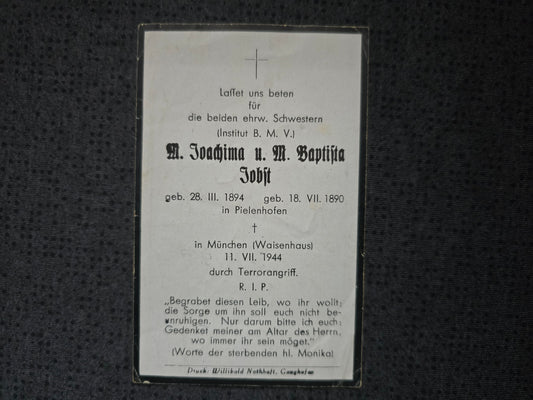 Lasset uns beten
für
die beiden ehrw. Schwestern
(Institut B. M. V.)
M. Joachima u. M. Baptista
Jobst
geb. 28. III. 1894 geb. 18. VII. 1890
in Pielenhofen
†
in München (Waisenhaus)
11. VII. 1944
durch Terrorangriff.
R. I. P.
„Begrabet diesen Leib, wo ihr wollt;
die Sorge um ihn soll euch nicht be-
unruhigen. Nur darum bitte ich euch:
Gedenket meiner am Altar des Herrn,
wo immer ihr sein möget.“
(Worte der sterbenden hl. Monika)
Druck: Willibald Nothhaft, Ganghofen